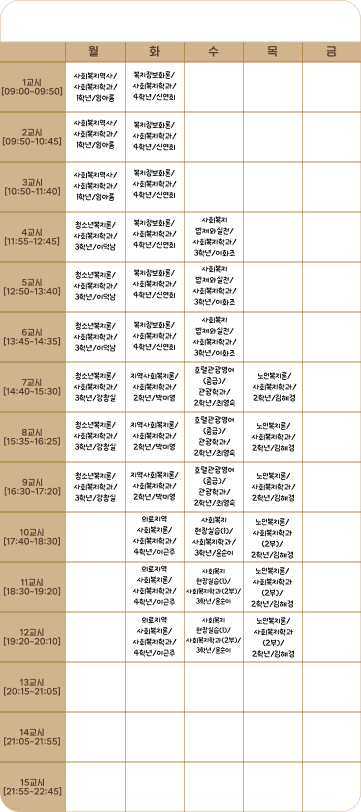 월 화 수 목 금
1교시
[09:00~09:50]
사회복지역사/
사회복지학과/
1학년/임아름
복지정보화론/
사회복지학과/
4학년/신연희
2교시
[09:50~10:45]
사회복지역사/
사회복지학과/
1학년/임아름
복지정보화론/
사회복지학과/
4학년/신연희
3교시
[10:50~11:40]
사회복지역사/
사회복지학과/
1학년/임아름
복지정보화론/
사회복지학과/
4학년/신연희
4교시
[11:55~12:45]
청소년복지론/
사회복지학과/
3학년/이덕남
복지정보화론/
사회복지학과/
4학년/신연희
사회복지
법제와실천/
사회복지학과/
3학년/이화조
5교시
[12:50~13:40]
청소년복지론/
사회복지학과/
3학년/이덕남
복지정보화론/
사회복지학과/
4학년/신연희
사회복지
법제와실천/
사회복지학과/
3학년/이화조
6교시
[13:45~14:35]
청소년복지론/
사회복지학과/
3학년/이덕남
복지정보화론/
사회복지학과/
4학년/신연희
사회복지
법제와실천/
사회복지학과/
3학년/이화조
7교시
[14:40~15:30]
청소년복지론/
사회복지학과/
3학년/강창실
지역사회복지론/
사회복지학과/
2학년/박미영
호텔관광영어
(중급)/
관광학과/
2학년/최영숙
노인복지론/
사회복지학과/
2학년/김혜경
8교시
[15:35~16:25]
청소년복지론/
사회복지학과/
3학년/강창실
지역사회복지론/
사회복지학과/
2학년/박미영
호텔관광영어
(중급)/
관광학과/
2학년/최영숙
노인복지론/
사회복지학과/
2학년/김혜경
9교시
[16:30~17:20]
청소년복지론/
사회복지학과/
3학년/강창실
지역사회복지론/
사회복지학과/
2학년/박미영
호텔관광영어
(중급)/
관광학과/
2학년/최영숙
노인복지론/
사회복지학과/
2학년/김혜경
10교시
[17:40~18:30]
의료지역
사회복지론/
사회복지학과/
4학년/이근주
사회복지
현장실습(1)/
사회복지학과/
3학년/윤순이
노인복지론/
사회복지학과
(2부)/
2학년/김혜경
11교시
[18:30~19:20]
의료지역
사회복지론/
사회복지학과/
4학년/이근주
사회복지
현장실습(1)/
사회복지학과(2부)/
3학년/윤순이
노인복지론/
사회복지학과
(2부)/
2학년/김혜경
12교시
[19:20~20:10]
의료지역
사회복지론/
사회복지학과/
4학년/이근주
사회복지
현장실습(1)/
사회복지학과(2부)/
3학년/윤순이
노인복지론/
사회복지학과
(2부)/
2학년/김혜경
13교시
[20:15~21:05]
14교시
[21:05~21:55]
15교시
[21:55~22:45]